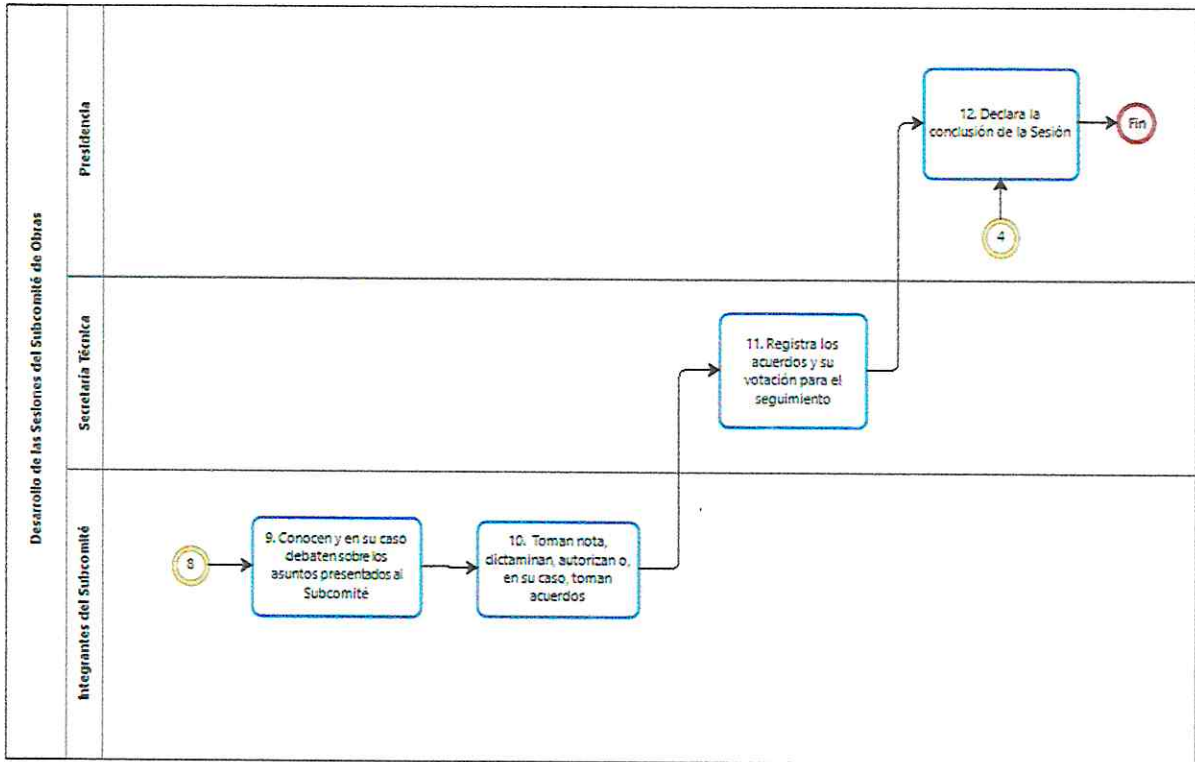 Desarrollo de las Sesiones del Subcomité de Obras
Presidencia
12. Declara la
conclusión de la Sesión
Fin
4
Secretaría Técnica
11. Registra los
acuerdos y su
votación para el
seguimiento
Integrantes del Subcomité
8
9. Conocen y en su caso
debaten sobre los
asuntos presentados al
Subcomité
10. Toman nota,
dictaminan, autorizan o,
en su caso, toman
acuerdos